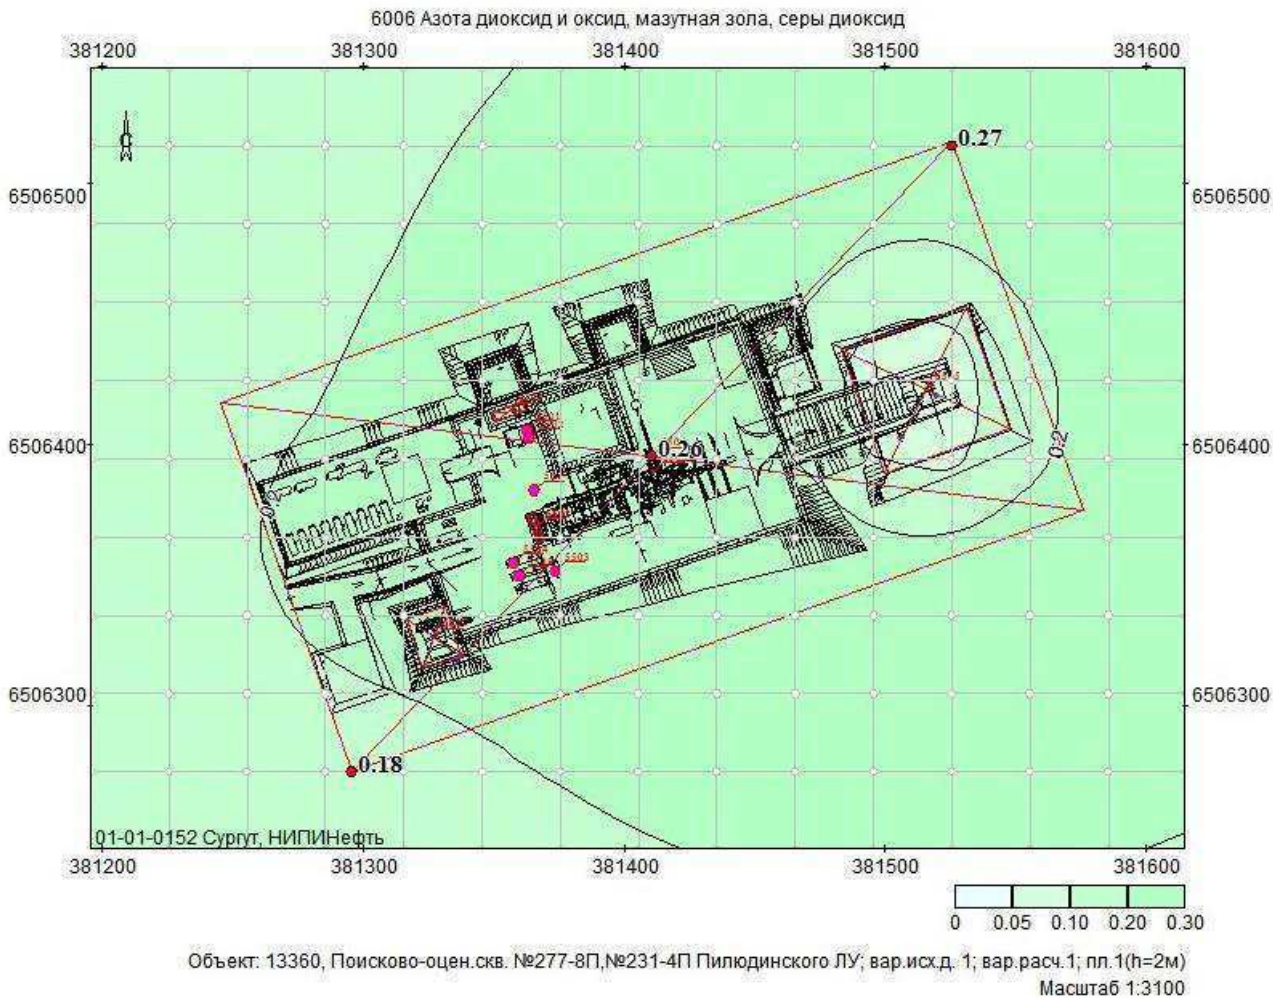 6006 Азота диоксид и оксид, мазутная зола, серы диоксид
381200 381300 381400 381500 381600
С
0.27
6506500 6506500
0.2
6506400 0.26 6506400
5503
6506300 6506300
0.18
01-01-0152 Сургут, НИПИНефть
381200 381300 381400 381500 381600
0 0.05 0.10 0.20 0.30
Объект: 13360, Поисково-оцен.скв. №277-8П,№231-4П Пилюдинского ЛУ; вар.исх.д. 1; вар.расч.1; пл.1(h=2м)
Масштаб 1:3100